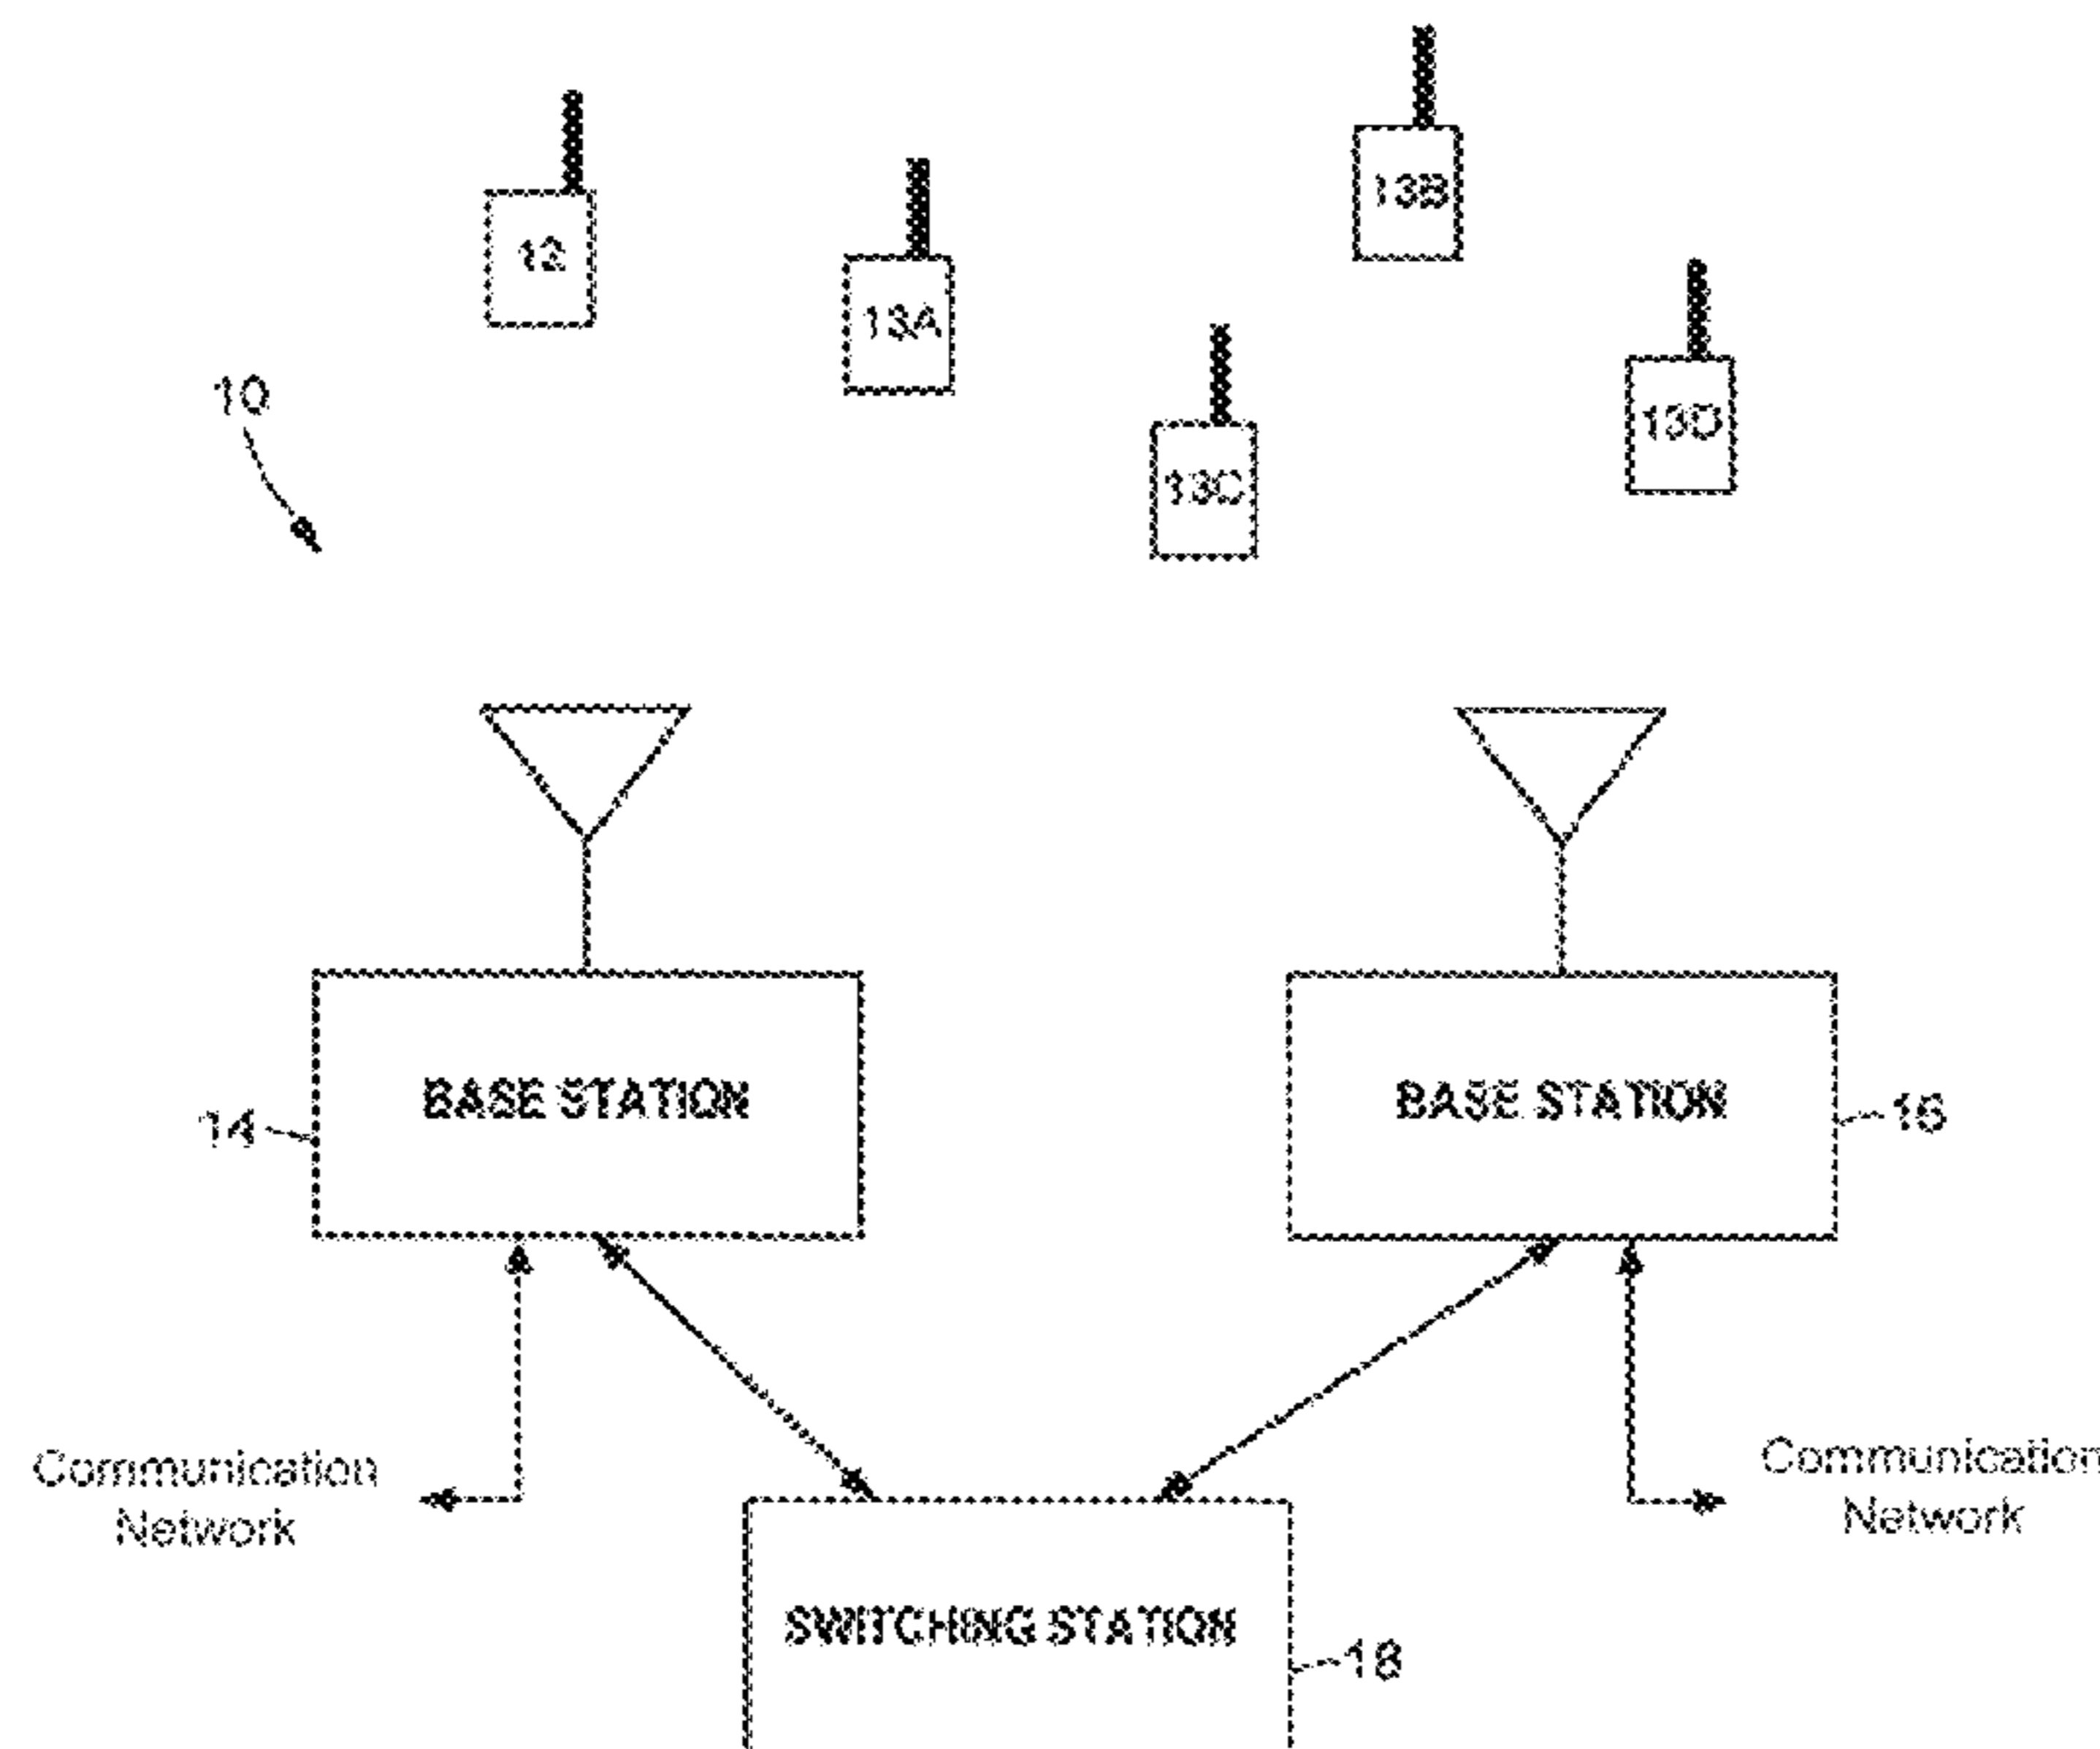 13B
12
13A
13D
10
13C
BASE STATION
BASE STATION
14
16
Communication
Network
Communication
Network
SWITCHING STATION
18